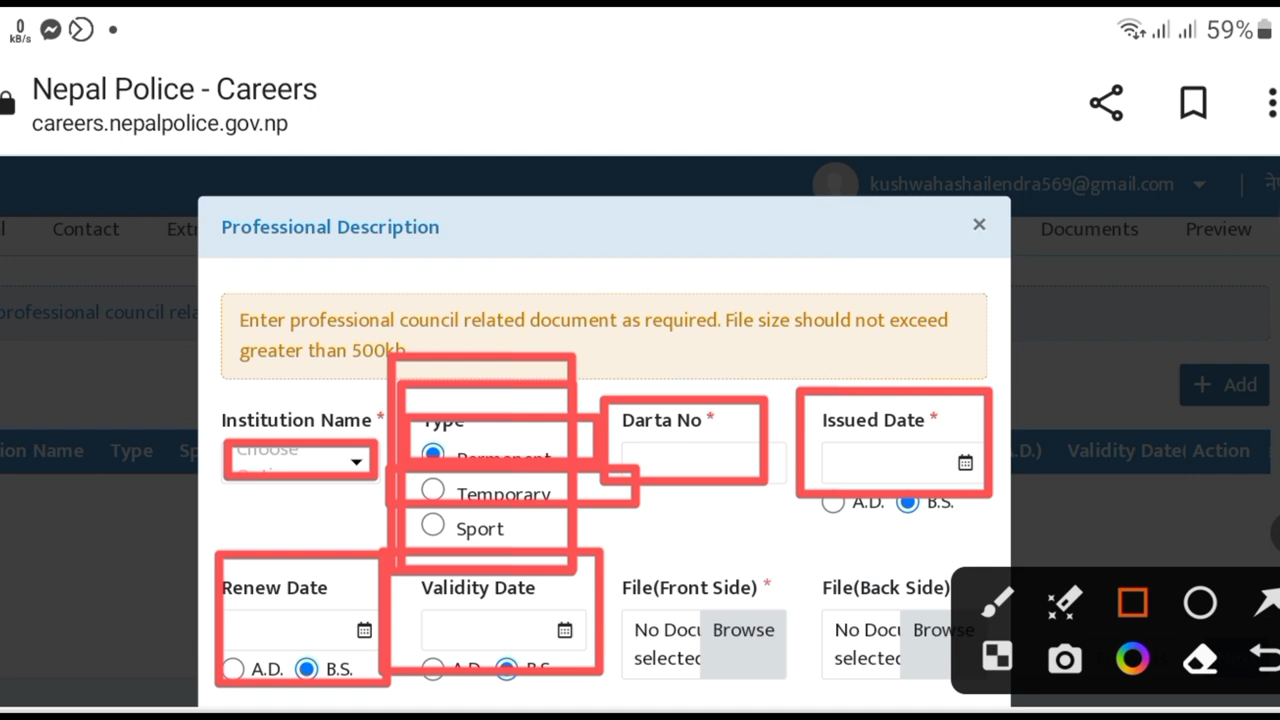 0
kB/s
59%
Nepal Police - Careers
careers.nepalpolice.gov.np
kushwahashailendra569@gmail.com
Contact
Documents
Preview
Professional Description
×
professional council
Enter professional council related document as required. File size should not exceed
greater than 500kb
+ Add
Institution Name *
Type
Darta No *
Issued Date *
Choose
Permanent
Temporary
Sport
A.D.
B.S.
ion Name
Type
Sp
.D.)
Validity Date(
Action
Renew Date
Validity Date
File(Front Side) *
File(Back Side)
No Docu
selected
Browse
No Docu
selected
Browse
A.D.
B.S.
A.D.
B.S.